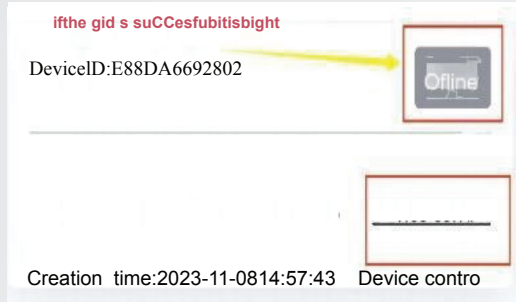 ifthe gid s suCCesfubitisbight
DeviceID:E88DA6692802
Ofline
Creation time:2023-11-0814:57:43 Device contro